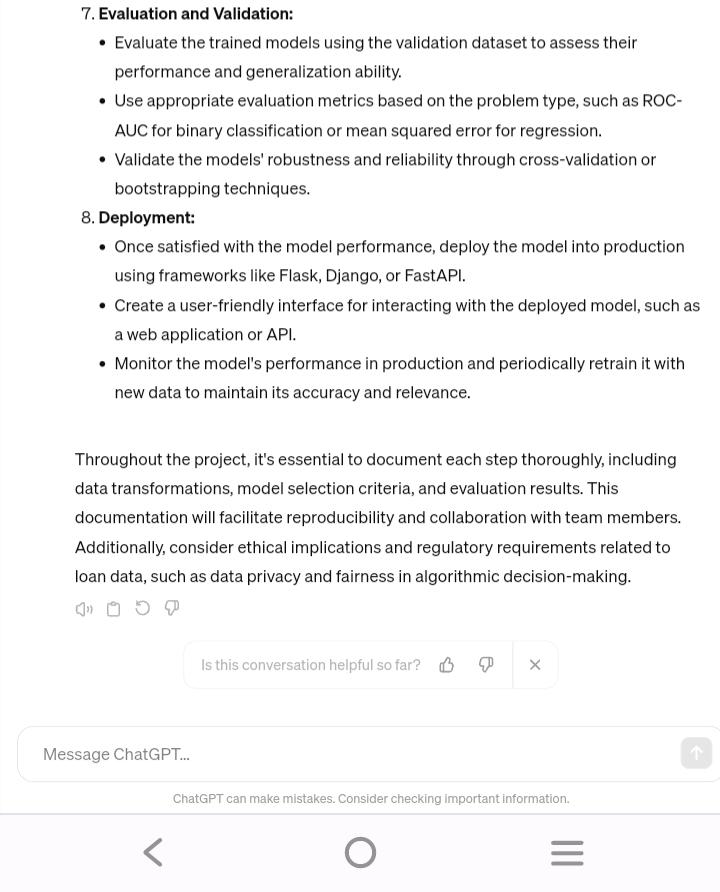 7. Evaluation and Validation:
• Evaluate the trained models using the validation dataset to assess their
performance and generalization ability.
• Use appropriate evaluation metrics based on the problem type, such as ROC-
AUC for binary classification or mean squared error for regression.
• Validate the models' robustness and reliability through cross-validation or
bootstrapping techniques.
8. Deployment:
• Once satisfied with the model performance, deploy the model into production
using frameworks like Flask, Django, or FastAPI.
• Create a user-friendly interface for interacting with the deployed model, such as
a web application or API.
• Monitor the model's performance in production and periodically retrain it with
new data to maintain its accuracy and relevance.
Throughout the project, it's essential to document each step thoroughly, including
data transformations, model selection criteria, and evaluation results. This
documentation will facilitate reproducibility and collaboration with team members.
Additionally, consider ethical implications and regulatory requirements related to
loan data, such as data privacy and fairness in algorithmic decision-making.
Is this conversation helpful so far?
Message ChatGPT...
ChatGPT can make mistakes. Consider checking important information.